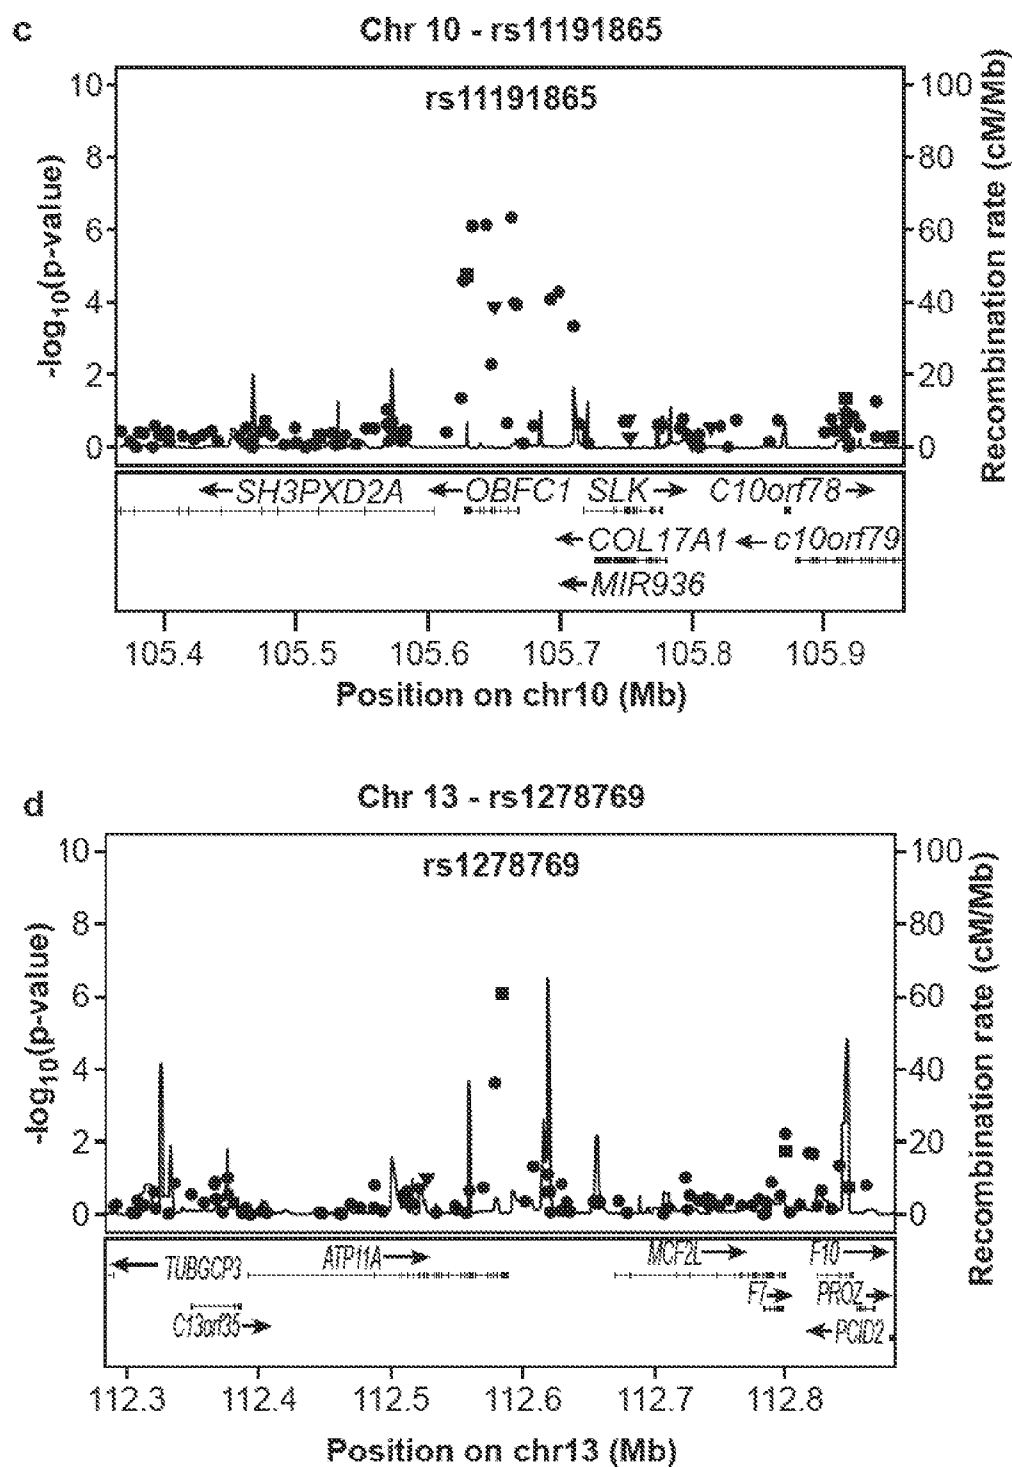 c
Chr 10 - rs11191865
rs11191865
10
8
6
4
2
0
-log10(p-value)
100
80
60
40
20
0
Recombination rate (cM/Mb)
SH3PXD2A OBFC1 SLK C10orf78
COL17A1 c10orf79
MIR936
105.4 105.5 105.6 105.7 105.8 105.9
Position on chr10 (Mb)
d
Chr 13 - rs1278769
rs1278769
10
8
6
4
2
0
-log10(p-value)
100
80
60
40
20
0
Recombination rate (cM/Mb)
TUBGCP3 ATP11A MCF2L F10
F7 PROZ
C13orf35 PCID2
112.3 112.4 112.5 112.6 112.7 112.8
Position on chr13 (Mb)